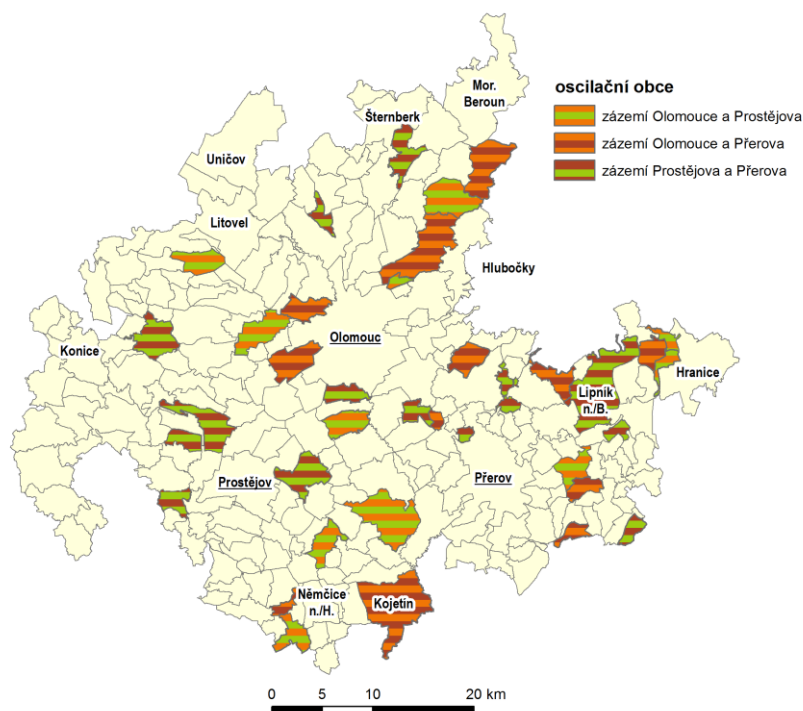 oscilační obce
zázemí Olomouce a Prostějova
zázemí Olomouce a Přerova
zázemí Prostějova a Přerova
Mor.
Beroun
Šternberk
Uničov
Litovel
Hlubočky
Olomouc
Konice
Hranice
Lipník
n./B.
Prostějov
Přerov
Němčice
n./H.
Kojetín
0 5 10 20 km